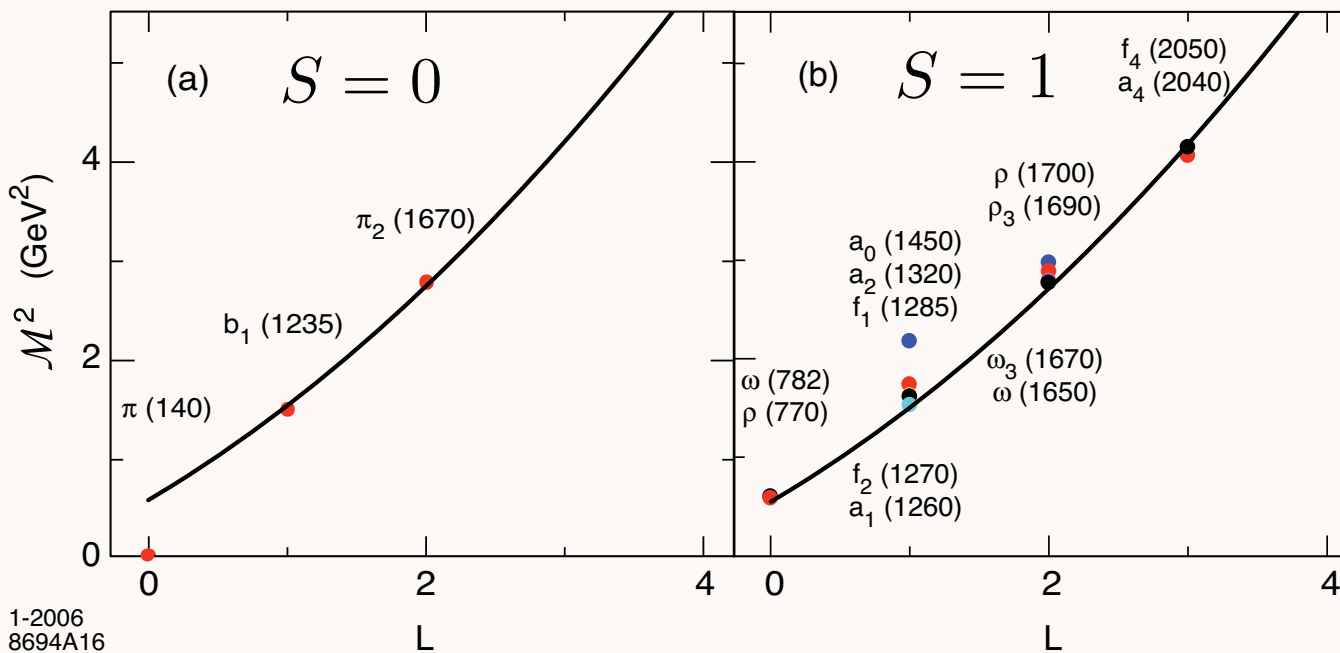 (a) S = 0
π (140)
b₁ (1235)
π₂ (1670)
(b) S = 1
f₄ (2050)
a₄ (2040)
ρ (1700)
ρ₃ (1690)
a₀ (1450)
a₂ (1320)
f₁ (1285)
ω (782)
ρ (770)
ω₃ (1670)
ω (1650)
f₂ (1270)
a₁ (1260)
ℳ² (GeV²)
4
2
0
0 2 4
0 2 4
L
L
1-2006
8694A16